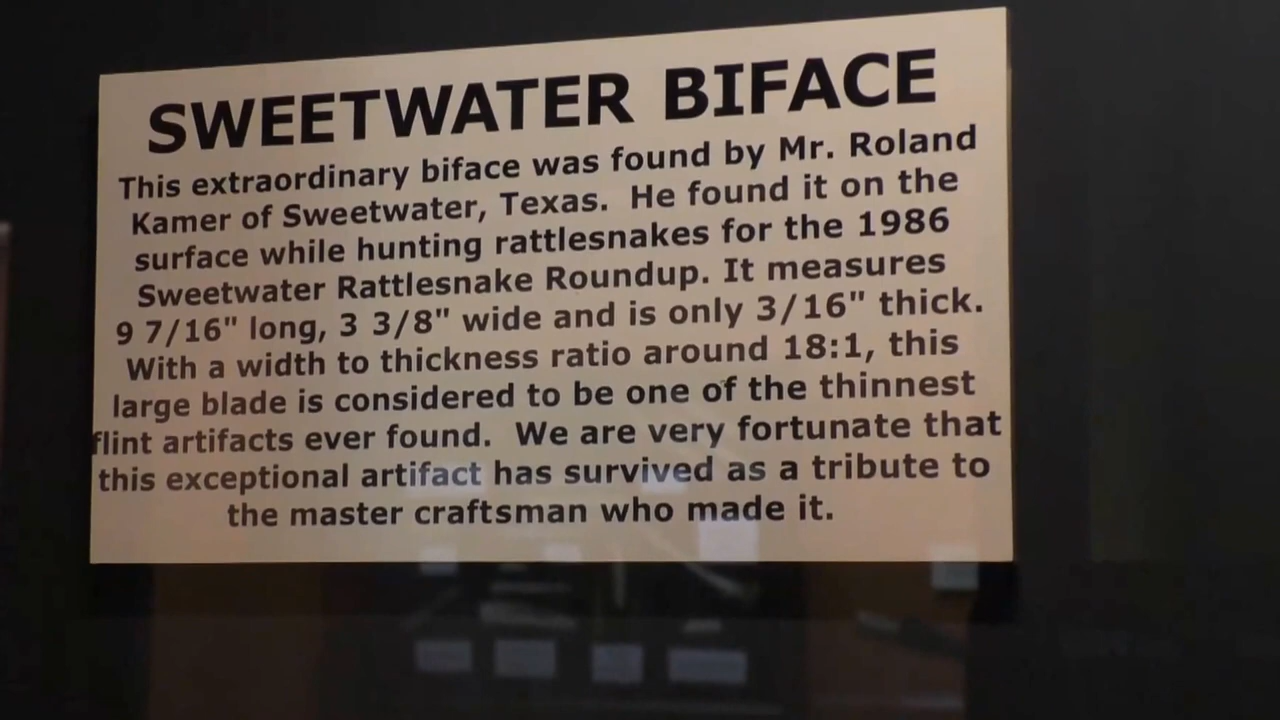 SWEETWATER BIFACE
This extraordinary biface was found by Mr. Roland
Kamer of Sweetwater, Texas. He found it on the
surface while hunting rattlesnakes for the 1986
Sweetwater Rattlesnake Roundup. It measures
9 7/16" long, 3 3/8" wide and is only 3/16" thick.
With a width to thickness ratio around 18:1, this
large blade is considered to be one of the thinnest
flint artifacts ever found. We are very fortunate that
this exceptional artifact has survived as a tribute to
the master craftsman who made it.